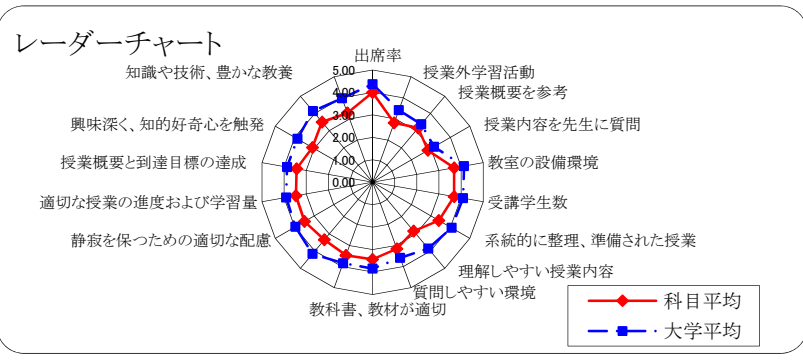 レーダーチャート
出席率
授業外学習活動
授業概要を参考
授業内容を先生に質問
教室の設備環境
受講学生数
系統的に整理、準備された授業
理解しやすい授業内容
質問しやすい環境
教科書、教材が適切
静寂を保つための適切な配慮
適切な授業の進度および学習量
授業概要と到達目標の達成
興味深く、知的好奇心を触発
知識や技術、豊かな教養
5.00
4.00
3.00
2.00
1.00
0.00
科目平均
大学平均